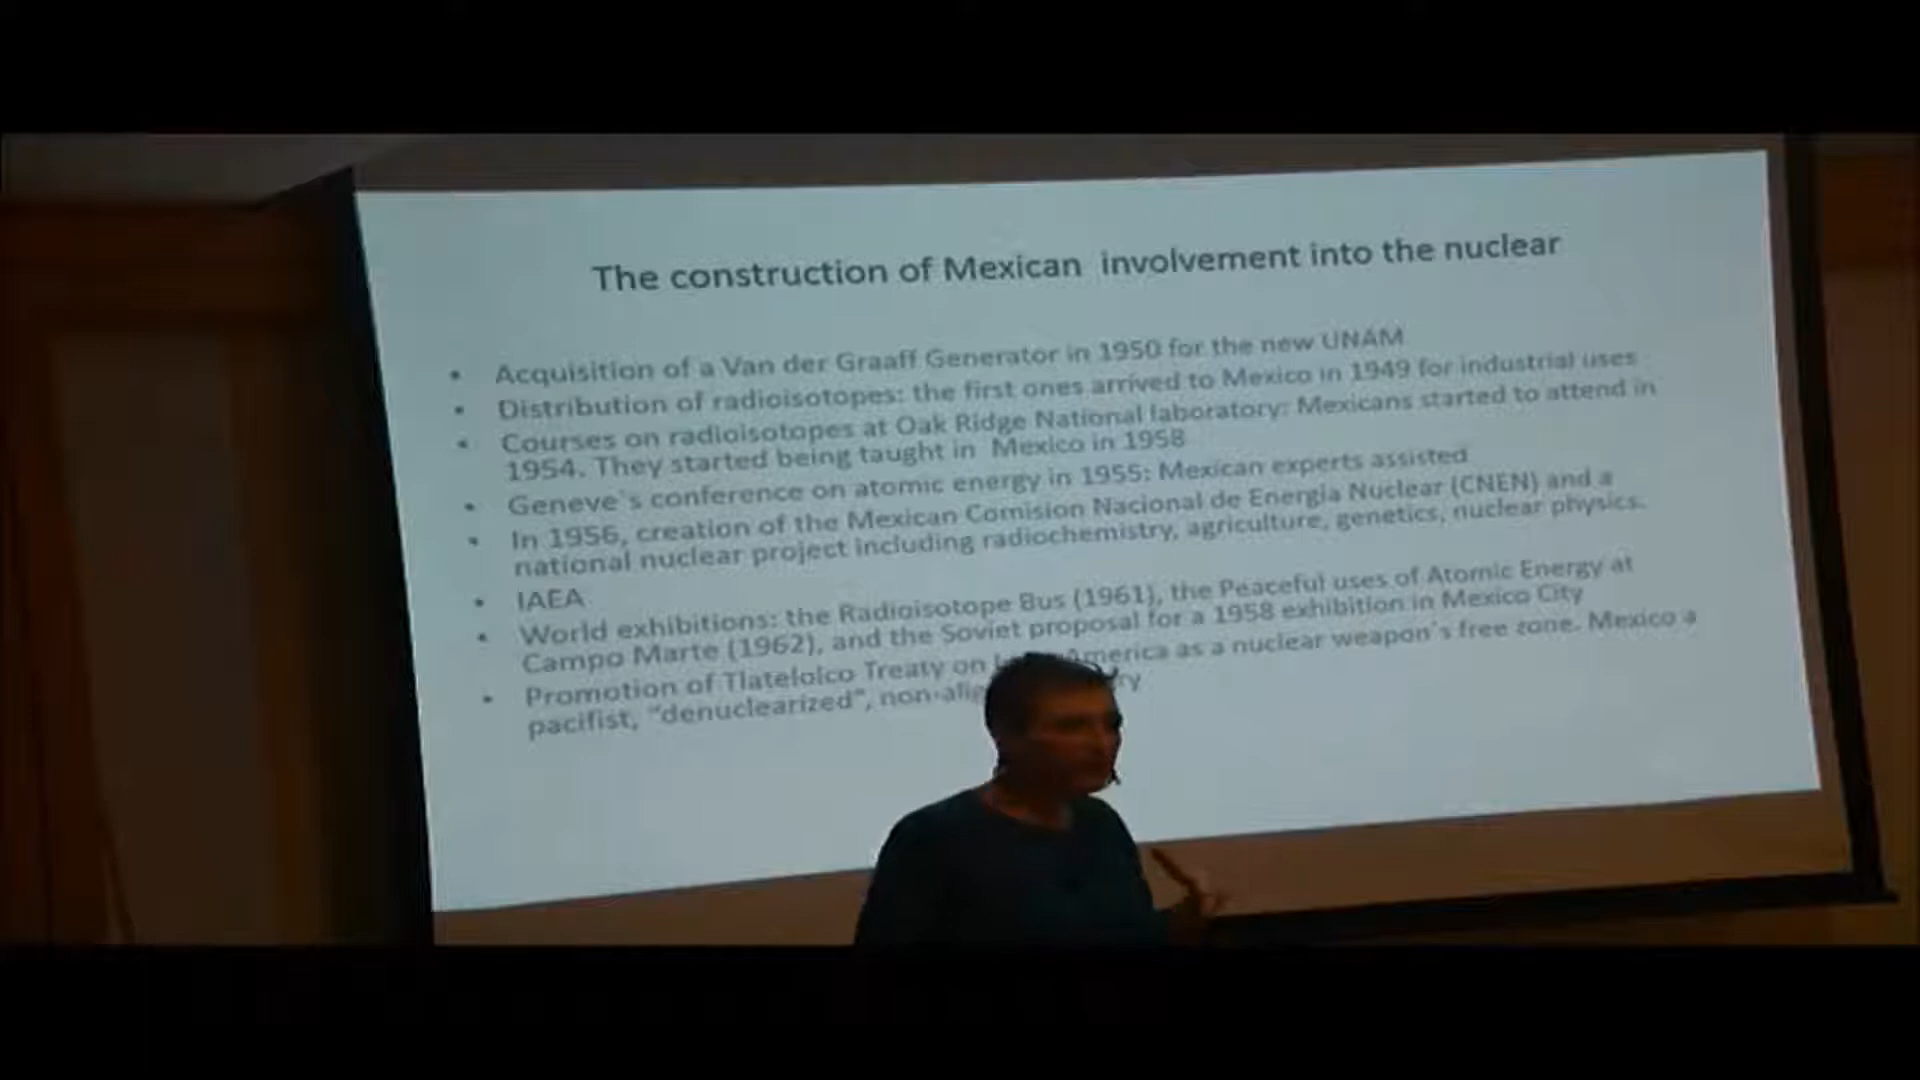 The construction of Mexican involvement into the nuclear
• Acquisition of a Van der Graaff Generator in 1950 for the new UNAM
• Distribution of radioisotopes: the first ones arrived to Mexico in 1949 for industrial uses
• Courses on radioisotopes at Oak Ridge National laboratory: Mexicans started to attend in
1954. They started being taught in Mexico in 1958
• Geneve´s conference on atomic energy in 1955: Mexican experts assisted
• In 1956, creation of the Mexican Comision Nacional de Energia Nuclear (CNEN) and a
national nuclear project including radiochemistry, agriculture, genetics, nuclear physics.
• IAEA
• World exhibitions: the Radioisotope Bus (1961), the Peaceful uses of Atomic Energy at
Campo Marte (1962), and the Soviet proposal for a 1958 exhibition in Mexico City
• Promotion of Tlatelolco Treaty on America as a nuclear weapon´s free zone. Mexico a
pacifist, "denuclearized",